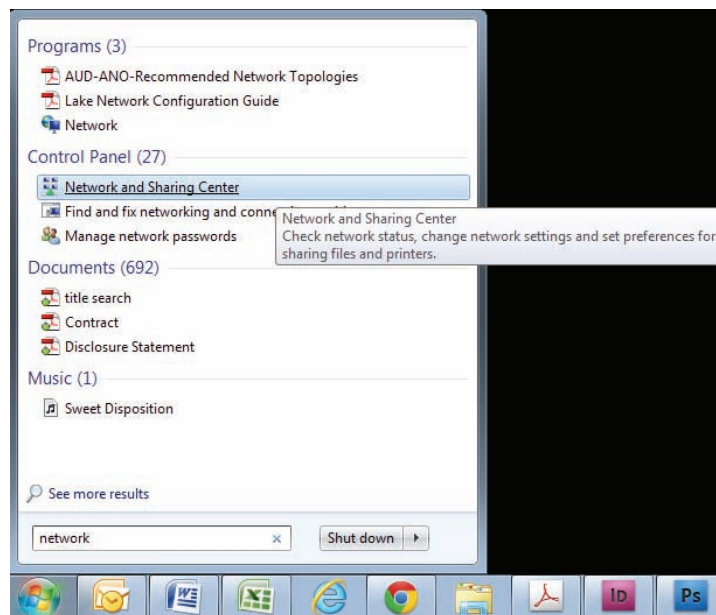 Programs (3)
AUD-ANO-Recommended Network Topologies
Lake Network Configuration Guide
Network
Control Panel (27)
Network and Sharing Center
Find and fix networking and conne
Network and Sharing Center
Check network status, change network settings and set preferences for
sharing files and printers.
Manage network passwords
Documents (692)
title search
Contract
Disclosure Statement
Music (1)
Sweet Disposition
See more results
network
Shut down
ID
Ps